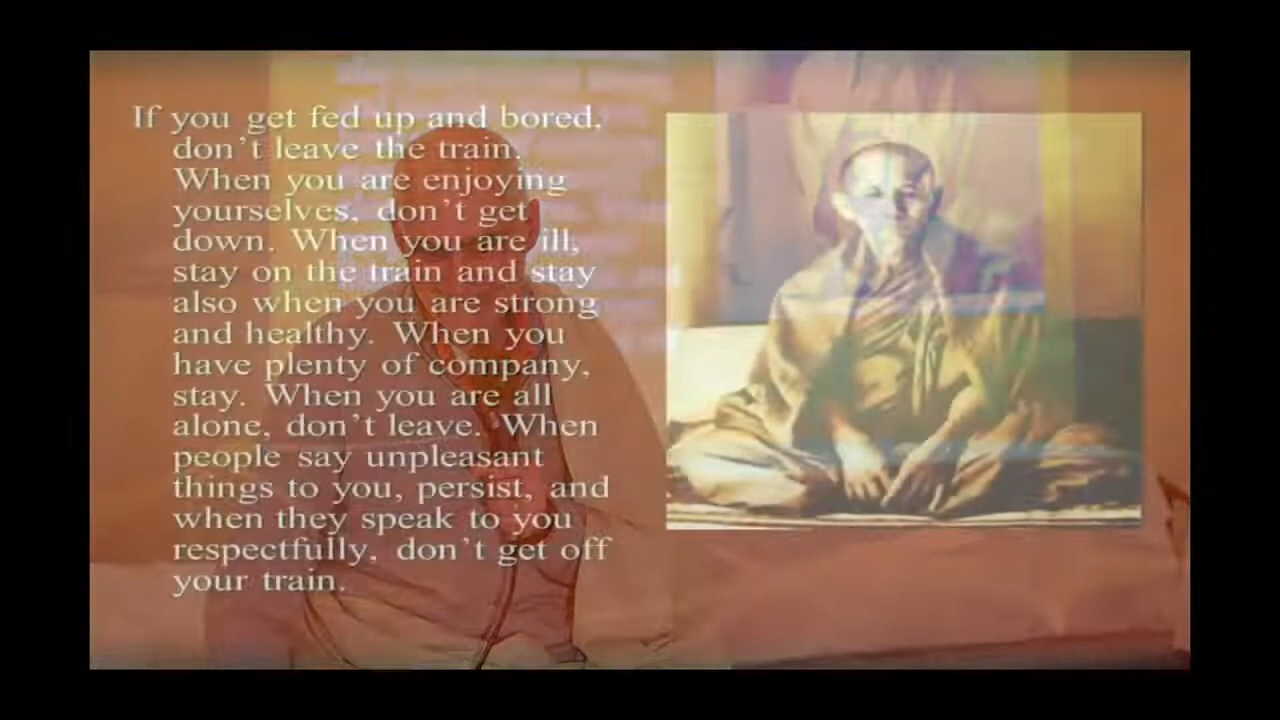 If you get fed up and bored,
don't leave the train.
When you are enjoying
yourselves, don't get
down. When you are ill,
stay on the train and stay
also when you are strong
and healthy. When you
have plenty of company,
stay. When you are all
alone, don't leave. When
people say unpleasant
things to you, persist, and
when they speak to you
respectfully, don't get off
your train.